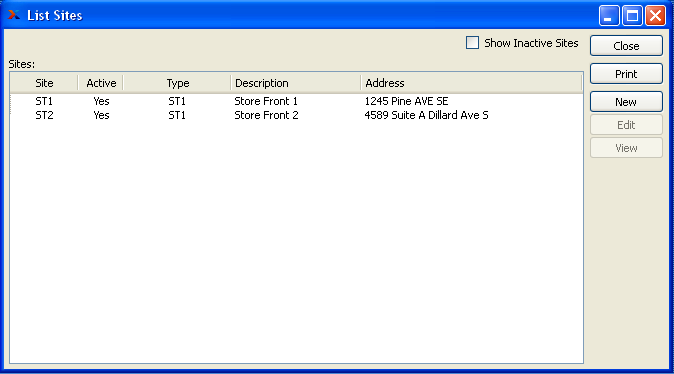 List Sites
Show Inactive Sites
Close
Sites:
Print
Site Active Type Description Address
New
ST1 Yes ST1 Store Front 1 1245 Pine AVE SE
ST2 Yes ST1 Store Front 2 4589 Suite A Dillard Ave S
Edit
View